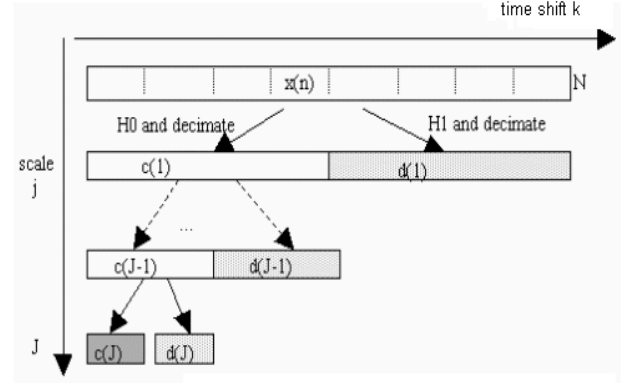 time shift k
x(n)
N
H0 and decimate
H1 and decimate
scale
j
c(1)
d(1)
...
c(J-1)
d(J-1)
J
c(J)
d(J)